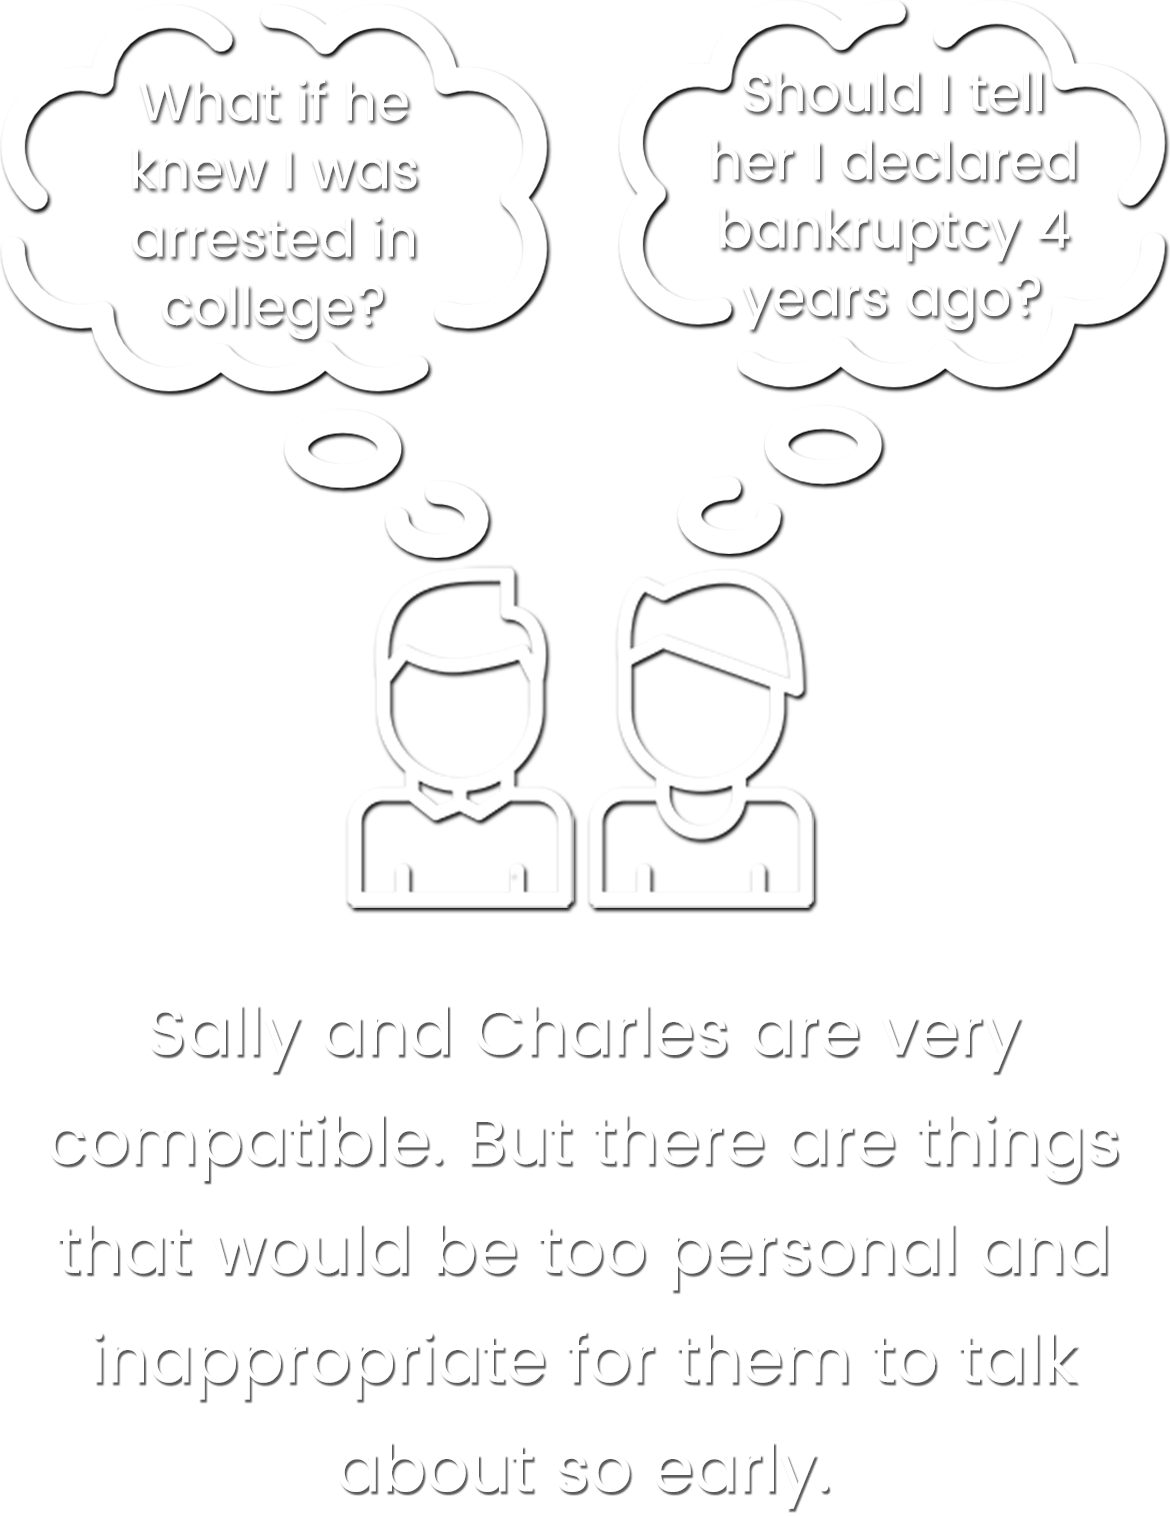 What if he
knew I was
arrested in
college?
Should I tell
her I declared
bankruptcy 4
years ago?
Sally and Charles are very
compatible. But there are things
that would be too personal and
inappropriate for them to talk
about so early.